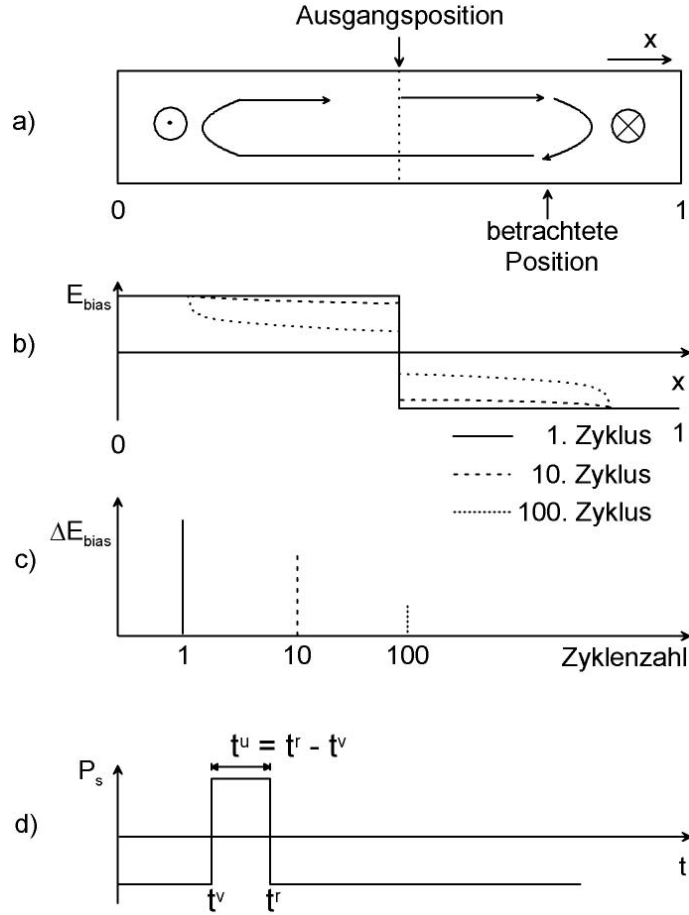 Ausgangsposition
x
a)
0
1
betrachtete
Position
E_bias
b)
x
0
1
1. Zyklus
10. Zyklus
100. Zyklus
ΔE_bias
c)
1
10
100
Zyklenzahl
t^u = t^r - t^v
P_s
d)
t
t^v
t^r